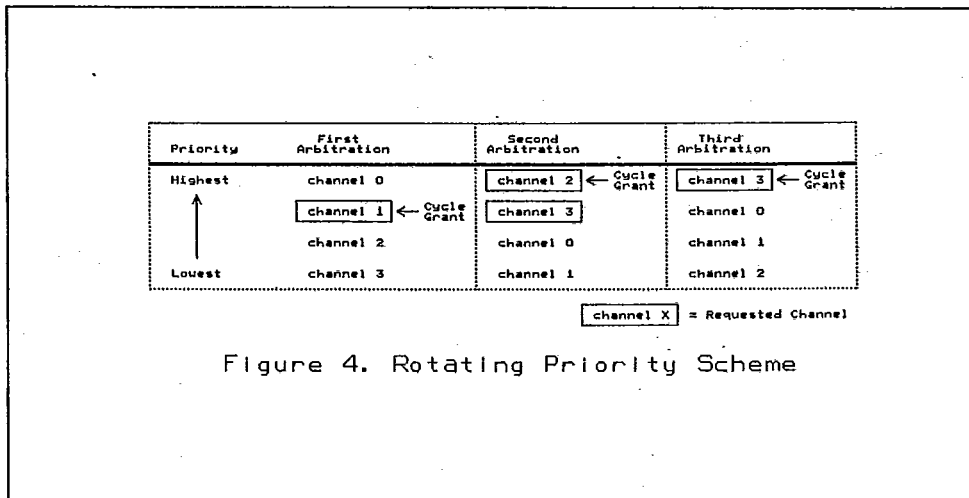 Priority First Arbitration Second Arbitration Third Arbitration
Highest channel 0 channel 2 ← Cycle Grant channel 3 ← Cycle Grant
channel 1 ← Cycle Grant channel 3 channel 0
channel 2 channel 0 channel 1
Lowest channel 3 channel 1 channel 2
channel X = Requested Channel
Figure 4. Rotating Priority Scheme